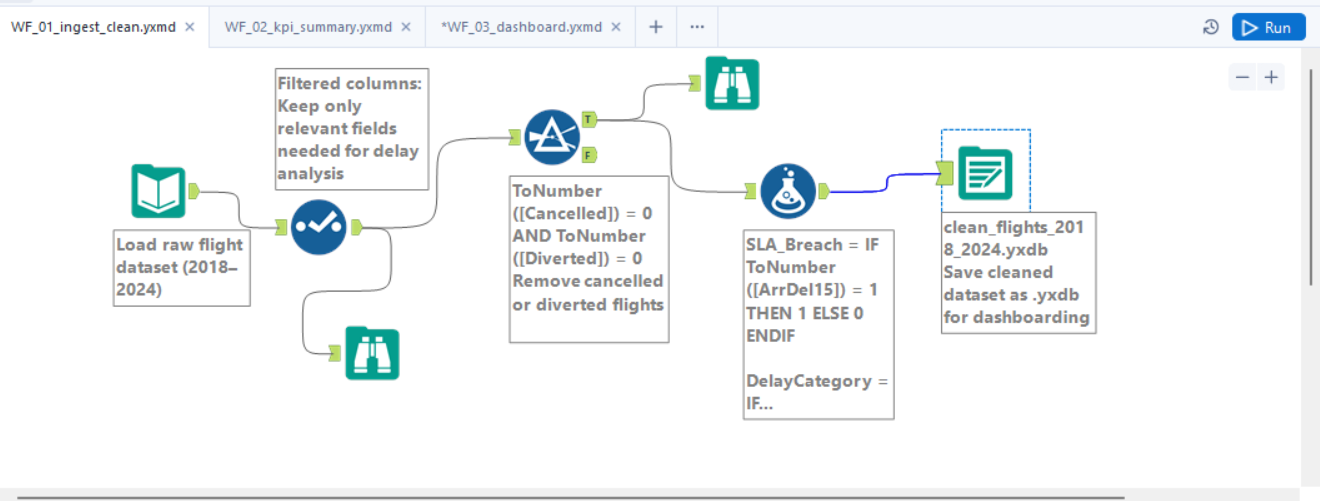 WF_01_ingest_clean.yxmd ×
WF_02_kpi_summary.yxmd ×
*WF_03_dashboard.yxmd ×
+
...
Run
Filtered columns:
Keep only
relevant fields
needed for delay
analysis
T
F
Load raw flight
dataset (2018–
2024)
ToNumber
([Cancelled]) = 0
AND ToNumber
([Diverted]) = 0
Remove cancelled
or diverted flights
SLA_Breach = IF
ToNumber
([ArrDel15]) = 1
THEN 1 ELSE 0
ENDIF
DelayCategory =
IF...
clean_flights_201
8_2024.yxdb
Save cleaned
dataset as .yxdb
for dashboarding